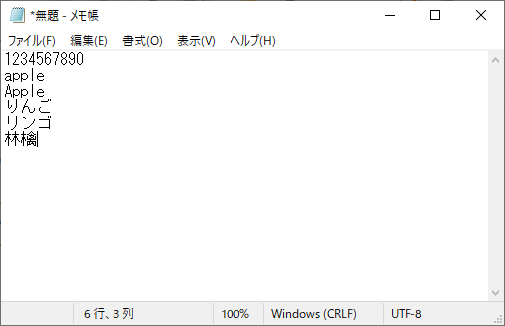 *無題 - メモ帳
ファイル(F) 編集(E) 書式(O) 表示(V) ヘルプ(H)
1234567890
apple
Apple
りんご
リンゴ
林檎
6 行、3 列 100% Windows (CRLF) UTF-8